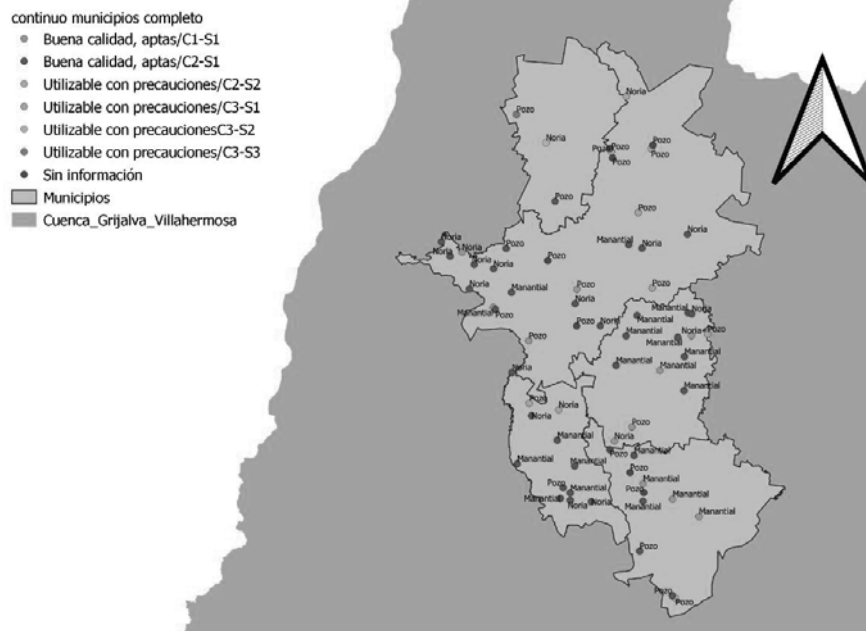 continuo municipios completo
Buena calidad, aptas/C1-S1
Buena calidad, aptas/C2-S1
Utilizable con precauciones/C2-S2
Utilizable con precauciones/C3-S1
Utilizable con precaucionesC3-S2
Utilizable con precauciones/C3-S3
Sin información
Municipios
Cuenca_Grijalva_Villahermosa
Noria
Pozo
Noria
Pozo
Pozo
Pozo
Pozo
Pozo
Pozo
Pozo
Noria
Noria
Manantial
Noria
Noria
Noria
Pozo
Noria
Noria
Pozo
Noria
Manantial
Pozo
Pozo
Noria
Manantial
Pozo
Manantial
Noria
Manantial
Pozo
Noria
Manantial
Noria
Pozo
Manantial
Pozo
Manantial
Manantial
Manantial
Noria
Pozo
Noria
Noria
Pozo
Manantial
Noria
Pozo
Manantial
Manantial
Manantial
Pozo
Manantial
Pozo
Manantial
Pozo
Manantial
Manantial
Noria
Noria
Manantial
Manantial
Pozo
Pozo
Pozo